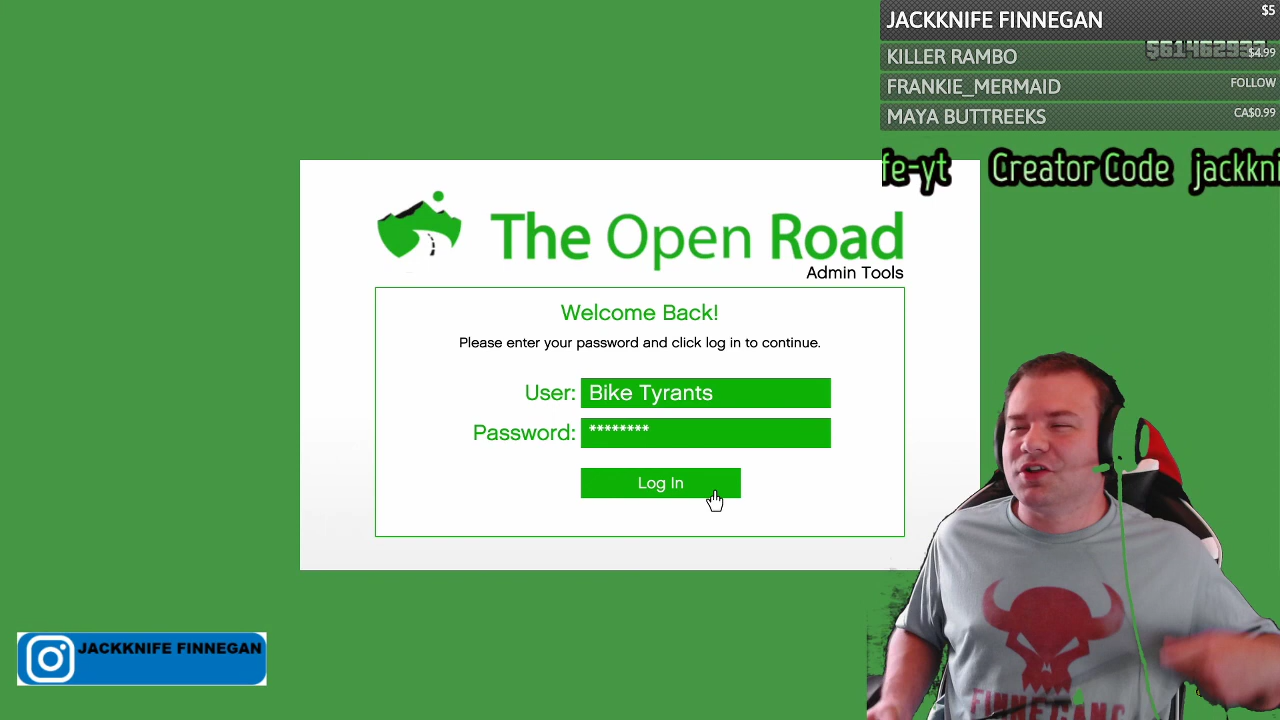 JACKKNIFE FINNEGAN $5
KILLER RAMBO $4.99
FRANKIE_MERMAID FOLLOW
MAYA BUTTREEKS CA$0.99
fe-yt Creator Code jackkni
The Open Road
Admin Tools
Welcome Back!
Please enter your password and click log in to continue.
User: Bike Tyrants
Password: ********
Log In
JACKKNIFE FINNEGAN
FINNEGANG